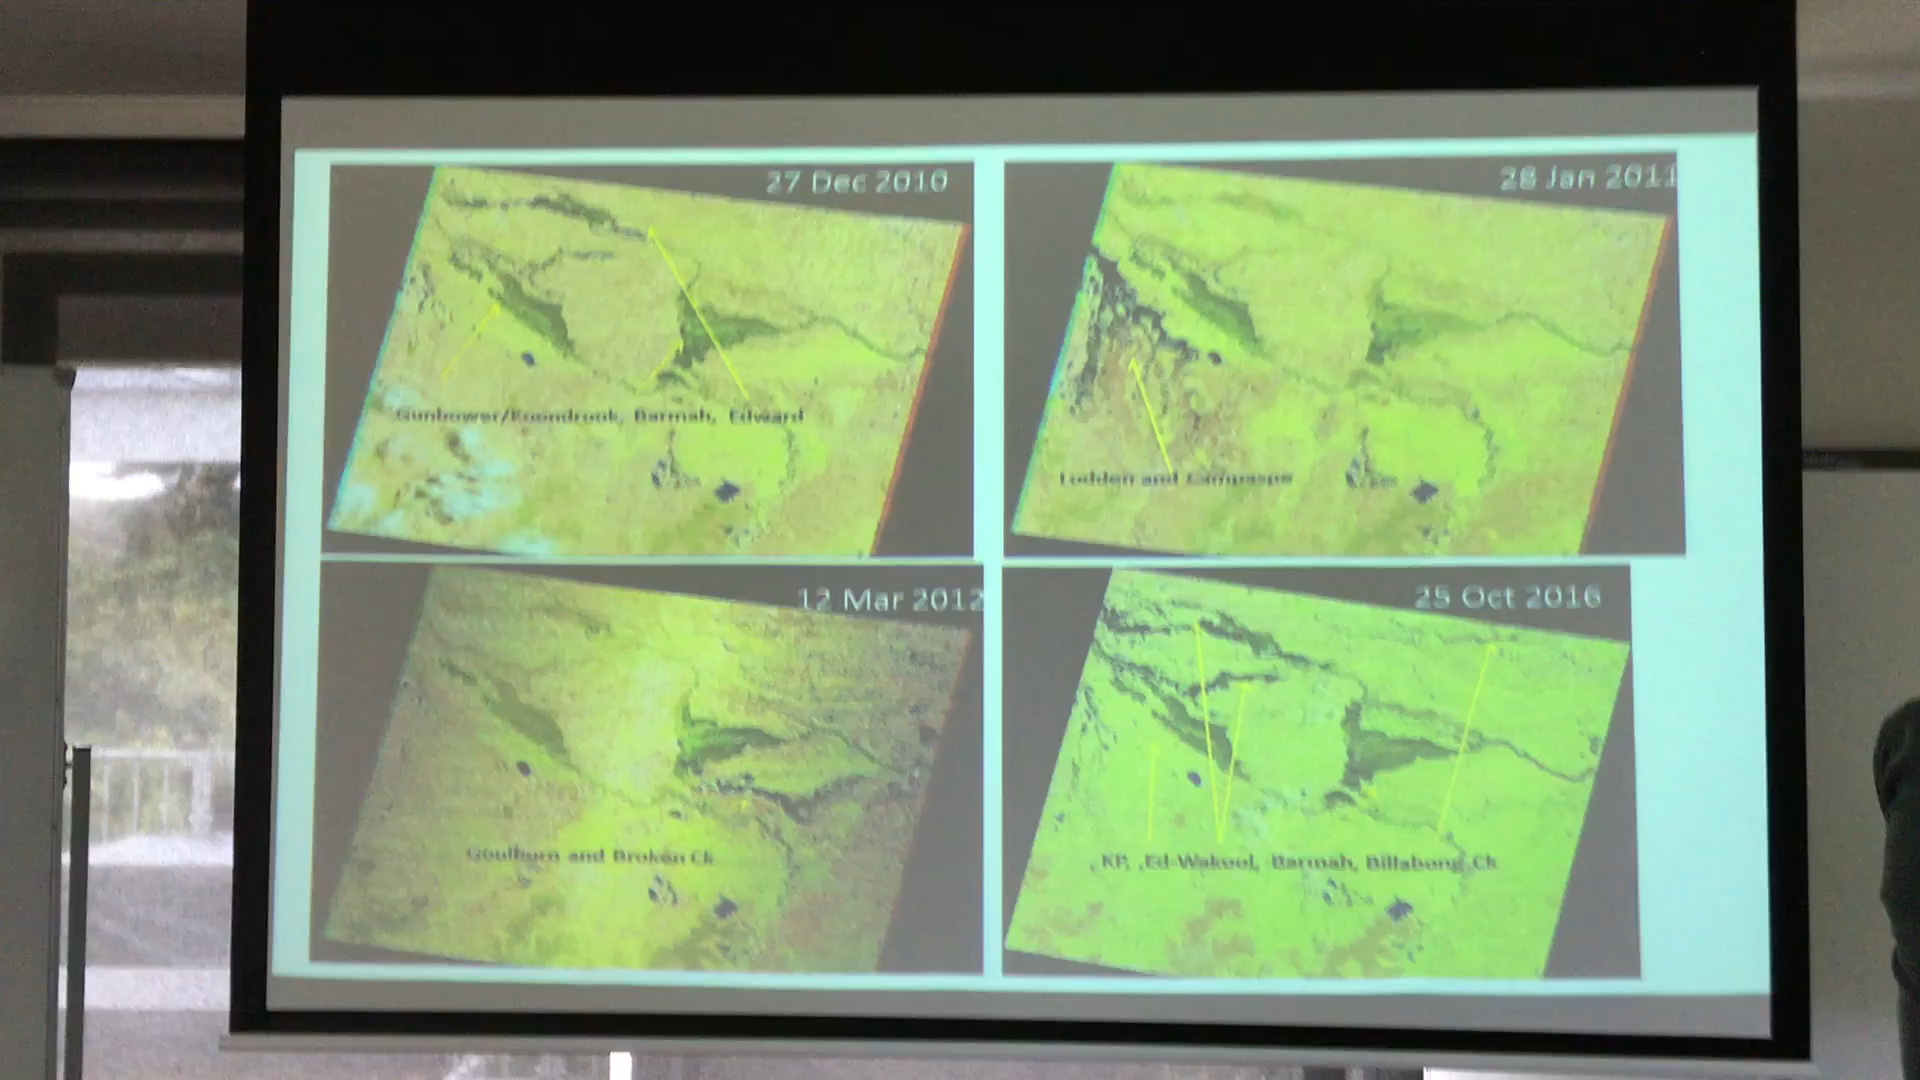 27 Dec 2010
Gunbower/Koondrook, Barmah, Edward
28 Jan 2011
Loddon and Campaspe
12 Mar 2012
Goulburn and Broken Ck
25 Oct 2016
KP, ,Ed-Wakool, Barmah, Billabong Ck